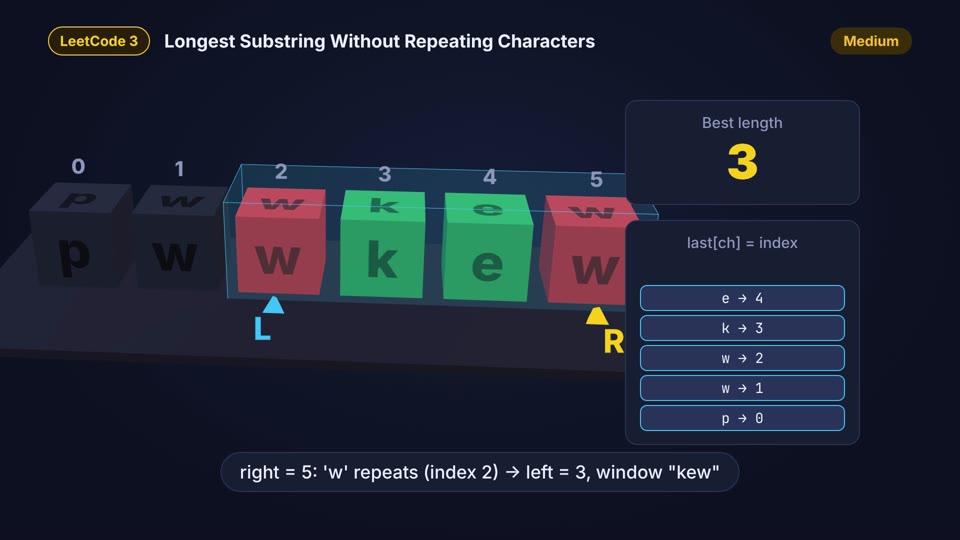 LeetCode 3
Longest Substring Without Repeating Characters
Medium
Best length
3
0 1 2 3 4 5
p w w k e w
p w w k e w
L
R
last[ch] = index
e → 4
k → 3
w → 2
w → 1
p → 0
right = 5: 'w' repeats (index 2) → left = 3, window "kew"